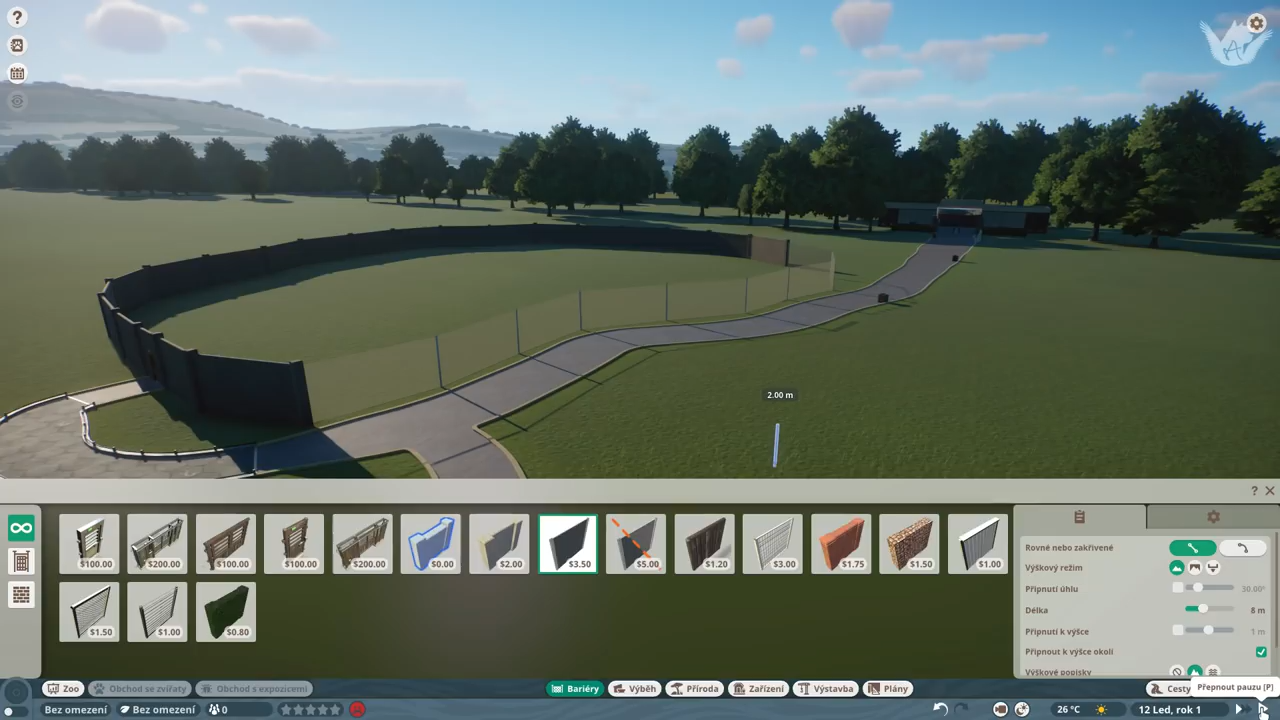 ?
2.00 m
? ×
$100.00 $200.00 $100.00 $100.00 $200.00 $0.00 $2.00 $3.50 $5.00 $1.20 $3.00 $1.75 $1.50 $1.00
$1.50 $1.00 $0.80
Rovné nebo zakřivené
Výškový režim
Připnutí úhlu 30.00°
Délka 8 m
Připnutí k výšce 1 m
Připnout k výšce okolí
Výškové popisky
Přepnout pauzu [P]
Zoo Obchod se zvířaty Obchod s expozicemi Bariéry Výběh Příroda Zařízení Výstavba Plány Cesty
Bez omezení Bez omezení 0 26 °C 12 Led, rok 1